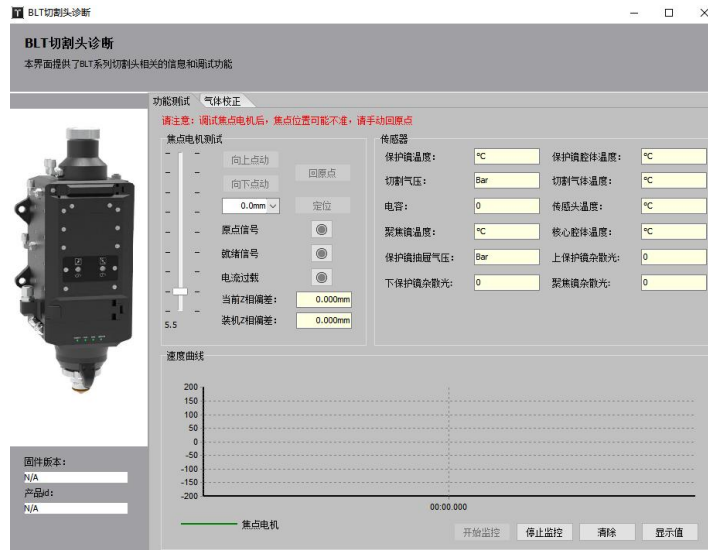 BLT切割头诊断
BLT切割头诊断
本界面提供了BLT系列切割头相关的信息和调试功能
功能测试 气体校正
请注意：调试焦点电机后，焦点位置可能不准，请手动回原点
焦点电机测试
向上点动
向下点动
回原点
0.0mm
定位
原点信号
就绪信号
电流过载
当前Z相偏差： 0.000mm
装机Z相偏差： 0.000mm
5.5
传感器
保护镜温度： ℃ 保护镜腔体温度： ℃
切割气压： Bar 切割气体温度： ℃
电容： 0 传感头温度： ℃
聚焦镜温度： ℃ 核心腔体温度： ℃
保护镜抽屉气压： Bar 上保护镜杂散光： 0
下保护镜杂散光： 0 聚焦镜杂散光： 0
速度曲线
200
150
100
50
0
-50
-100
-150
-200
00:00.000
焦点电机
开始监控 停止监控 清除 显示值
固件版本：
N/A
产品id：
N/A